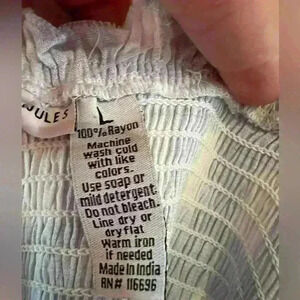 JULES
L
100% Rayon
Machine
wash cold
with like
colors.
Use soap or
mild detergent.
Do not bleach.
Line dry or
dry flat
Warm iron
if needed
Made In India
RN# 116696